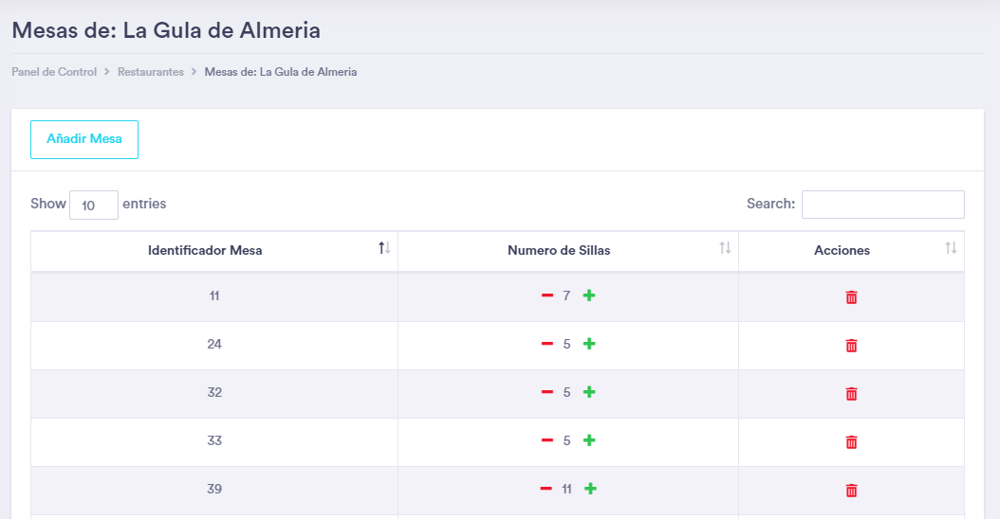 Mesas de: La Gula de Almeria
Panel de Control > Restaurantes > Mesas de: La Gula de Almeria
Añadir Mesa
Show 10 entries Search:
Identificador Mesa Numero de Sillas Acciones
11 7
24 5
32 5
33 5
39 11